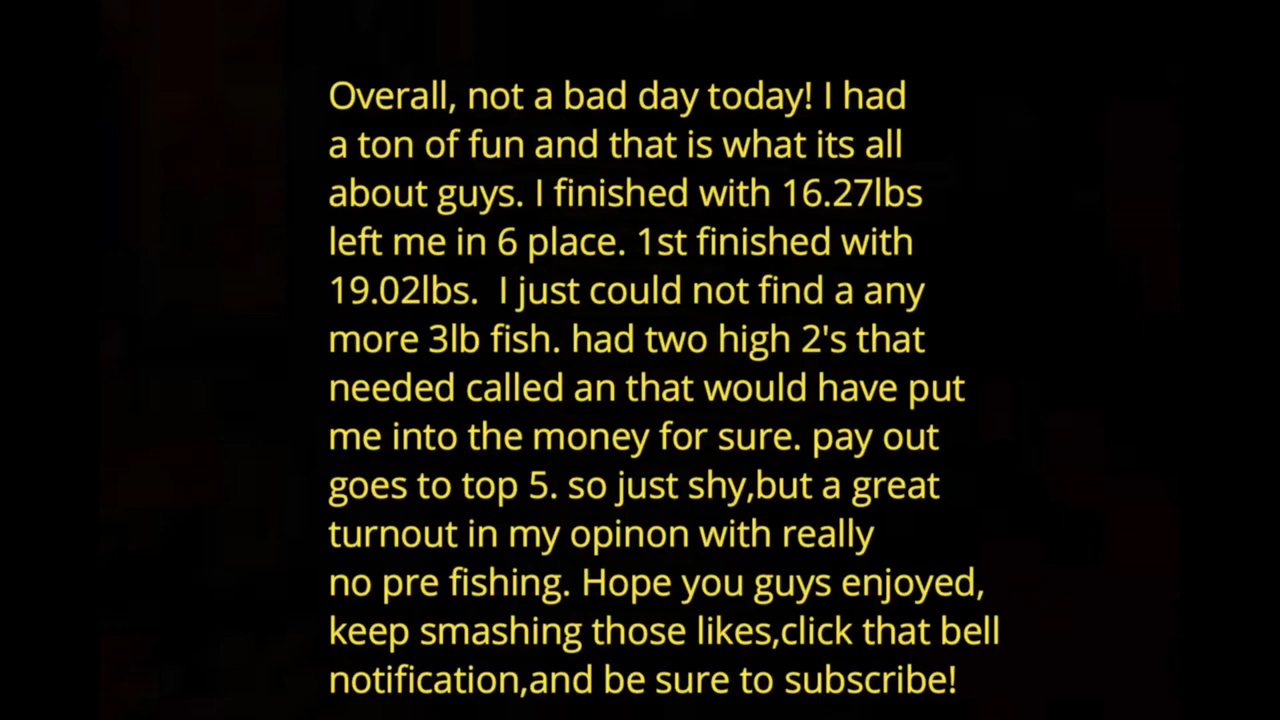 Overall, not a bad day today! I had
a ton of fun and that is what its all
about guys. I finished with 16.27lbs
left me in 6 place. 1st finished with
19.02lbs.  I just could not find a any
more 3lb fish. had two high 2's that
needed called an that would have put
me into the money for sure. pay out
goes to top 5. so just shy,but a great
turnout in my opinon with really
no pre fishing. Hope you guys enjoyed,
keep smashing those likes,click that bell
notification,and be sure to subscribe!